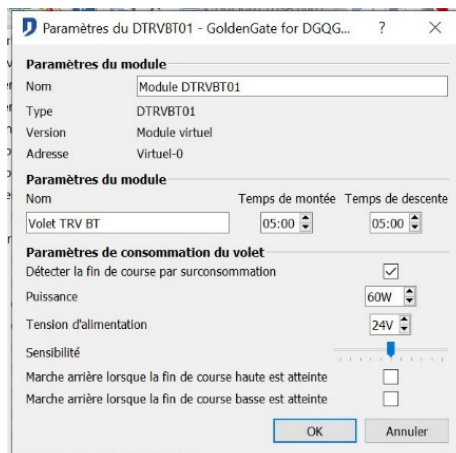 Paramètres du DTRVBT01 - GoldenGate for DGQG... ? ×
Paramètres du module
Nom Module DTRVBT01
Type DTRVBT01
Version Module virtuel
Adresse Virtuel-0
Paramètres du module
Nom Temps de montée Temps de descente
Volet TRV BT 05:00 05:00
Paramètres de consommation du volet
Détecter la fin de course par surconsommation
Puissance 60W
Tension d'alimentation 24V
Sensibilité
Marche arrière lorsque la fin de course haute est atteinte
Marche arrière lorsque la fin de course basse est atteinte
OK Annuler